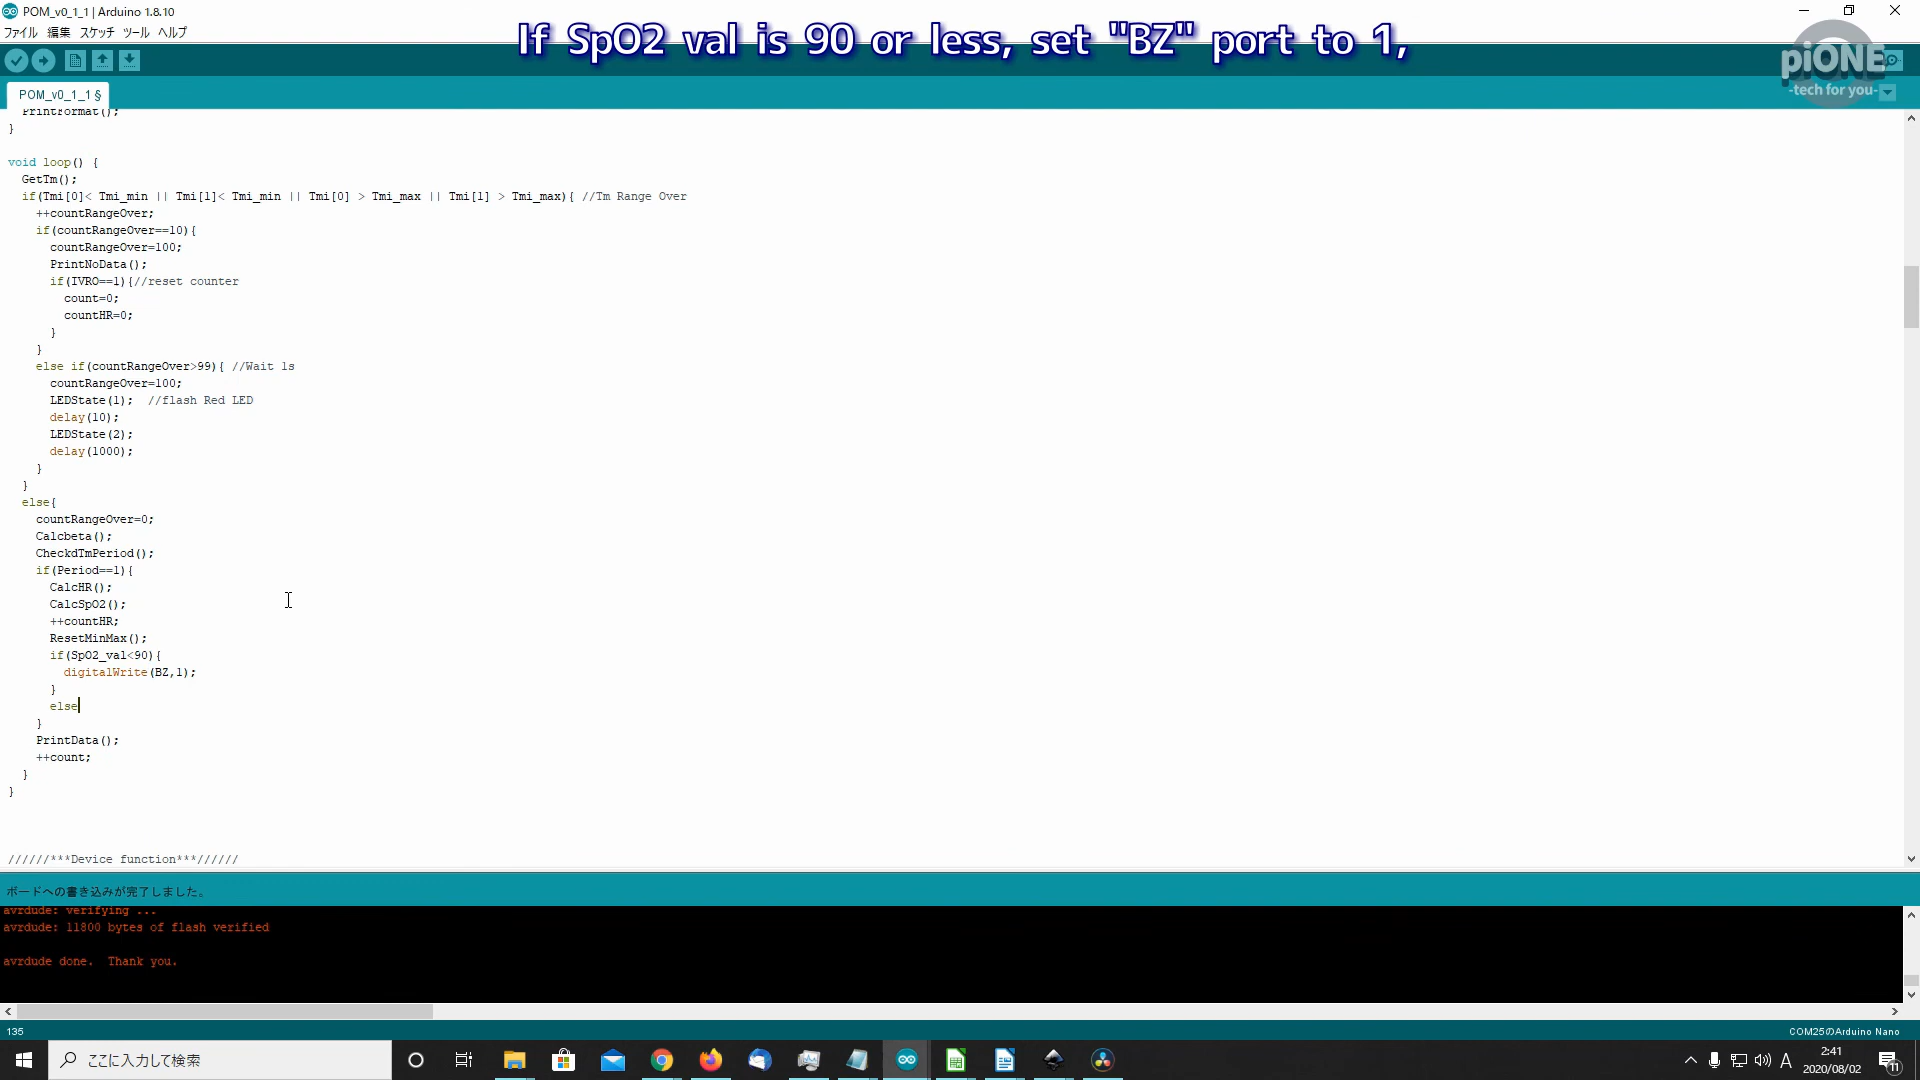 POM_v0_1_1 | Arduino 1.8.10
ファイル 編集 スケッチ ツール ヘルプ
If SpO2 val is 90 or less, set "BZ" port to 1,
piONE
-tech for you-
POM_v0_1_1 §
PrintFormat();
}
void loop() {
GetTm();
if(Tmi[0]< Tmi_min || Tmi[1]< Tmi_min || Tmi[0] > Tmi_max || Tmi[1] > Tmi_max){ //Tm Range Over
++countRangeOver;
if(countRangeOver==10){
countRangeOver=100;
PrintNoData();
if(IVRO==1){//reset counter
count=0;
countHR=0;
}
}
else if(countRangeOver>99){ //Wait 1s
countRangeOver=100;
LEDState(1);  //flash Red LED
delay(10);
LEDState(2);
delay(1000);
}
}
else{
countRangeOver=0;
Calcbeta();
CheckdTmPeriod();
if(Period==1){
CalcHR();
CalcSpO2();
++countHR;
ResetMinMax();
if(SpO2_val<90){
digitalWrite(BZ,1);
}
else
}
PrintData();
++count;
}
}
//////***Device function***//////
ボードへの書き込みが完了しました。
avrdude: verifying ...
avrdude: 11800 bytes of flash verified
avrdude done.  Thank you.
135
COM25のArduino Nano
ここに入力して検索
A
2:41
2020/08/02
11